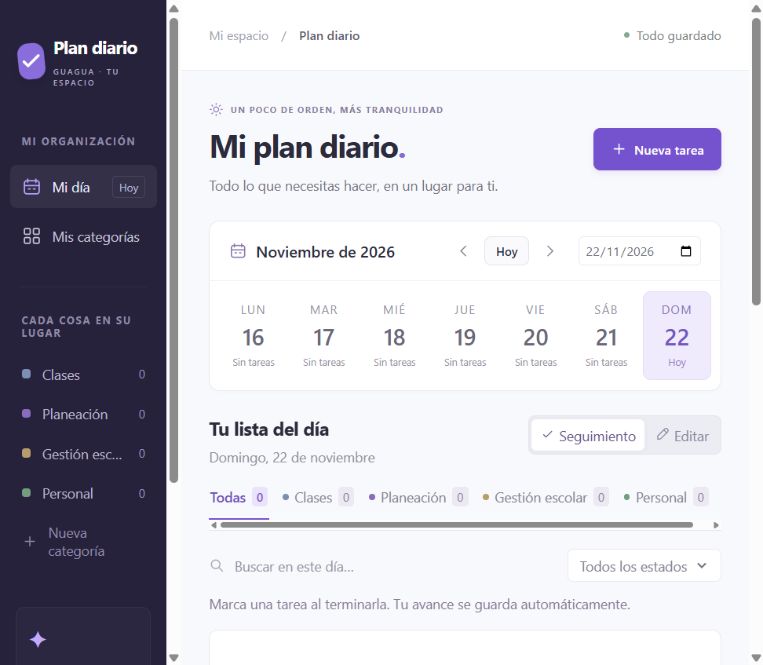 Plan diario
GUAGUA · TU
ESPACIO
MI ORGANIZACIÓN
Mi día Hoy
Mis categorías
CADA COSA EN SU
LUGAR
Clases 0
Planeación 0
Gestión esc... 0
Personal 0
+ Nueva
categoría
Mi espacio / Plan diario
Todo guardado
UN POCO DE ORDEN, MÁS TRANQUILIDAD
Mi plan diario.
+ Nueva tarea
Todo lo que necesitas hacer, en un lugar para ti.
Noviembre de 2026
Hoy
22/11/2026
LUN MAR MIÉ JUE VIE SÁB DOM
16 17 18 19 20 21 22
Sin tareas Sin tareas Sin tareas Sin tareas Sin tareas Sin tareas Hoy
Tu lista del día
Seguimiento Editar
Domingo, 22 de noviembre
Todas 0 Clases 0 Planeación 0 Gestión escolar 0 Personal 0
Buscar en este día...
Todos los estados
Marca una tarea al terminarla. Tu avance se guarda automáticamente.